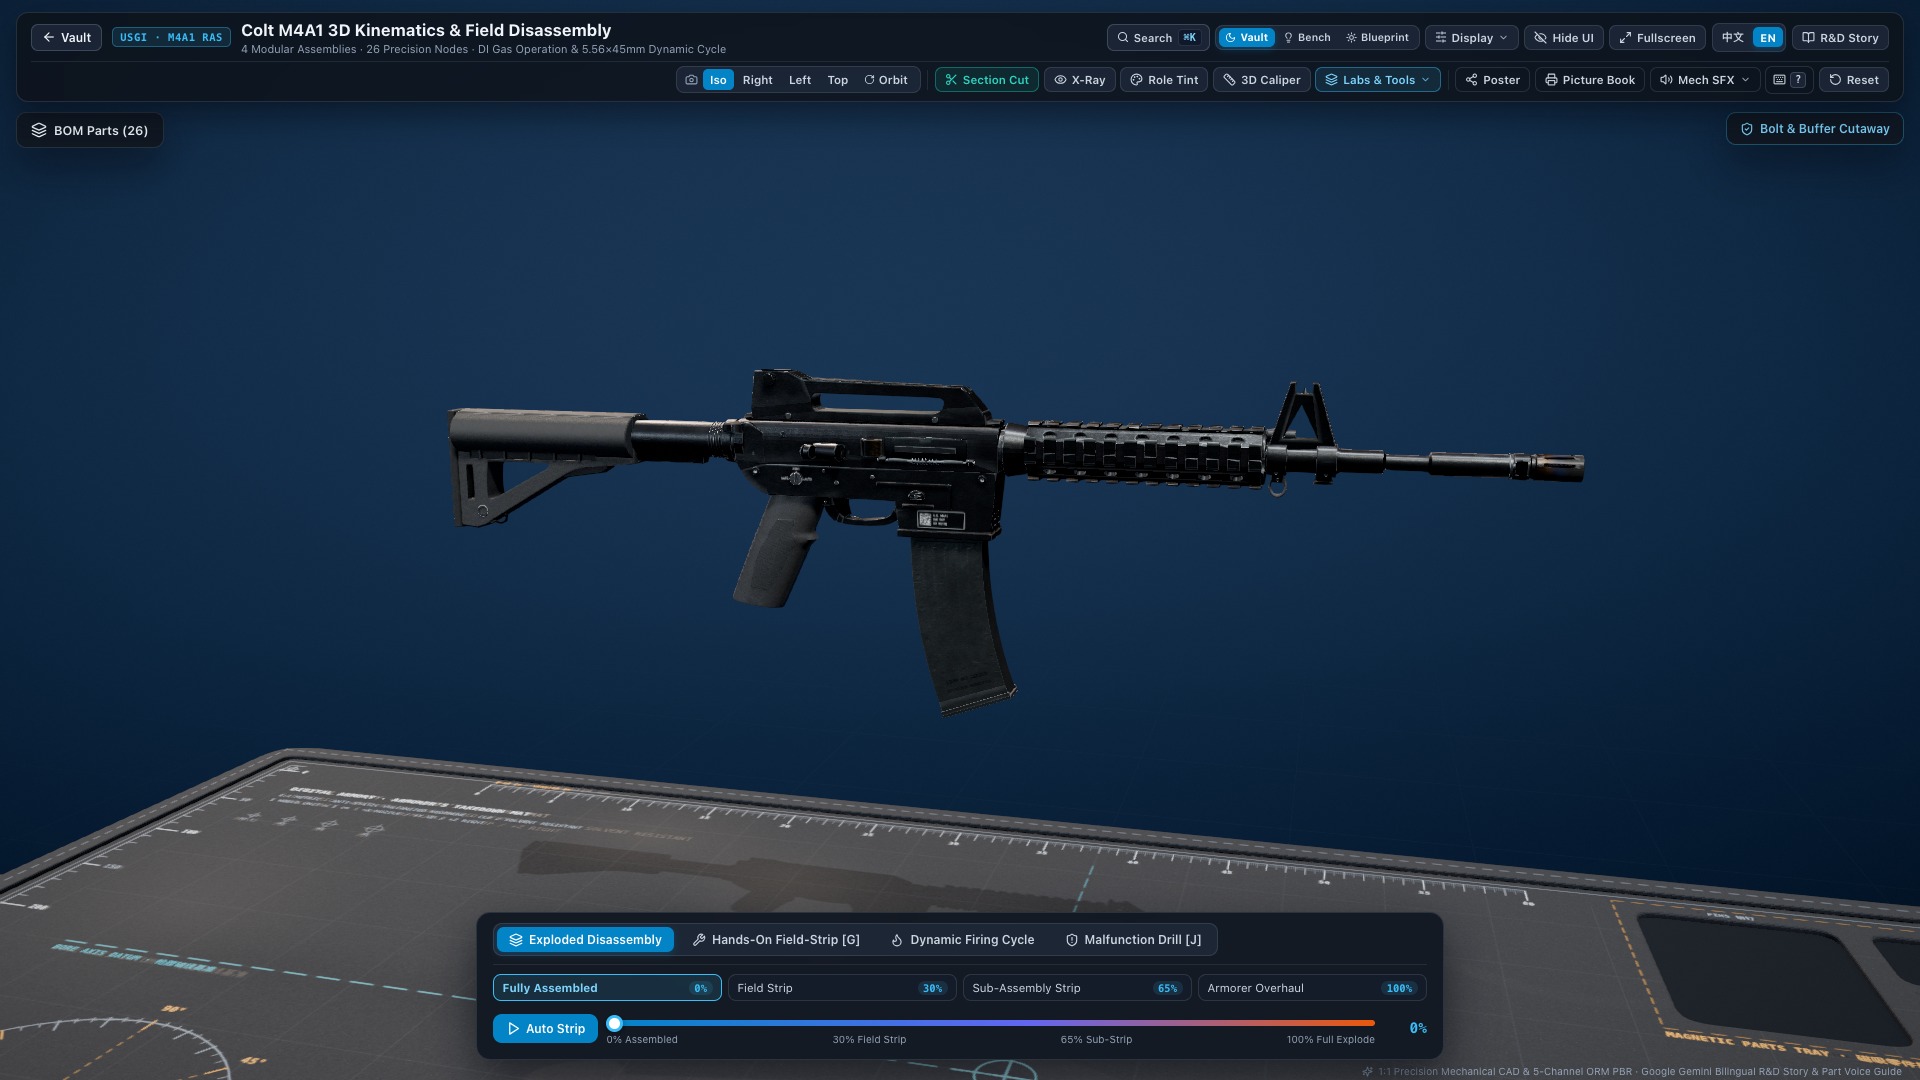 Vault
USGI · M4A1 RAS
Colt M4A1 3D Kinematics & Field Disassembly
4 Modular Assemblies · 26 Precision Nodes · DI Gas Operation & 5.56×45mm Dynamic Cycle
Search ⌘K
Vault Bench Blueprint
Display
Hide UI
Fullscreen
中文 EN
R&D Story
Iso Right Left Top Orbit
Section Cut
X-Ray
Role Tint
3D Caliper
Labs & Tools
Poster
Picture Book
Mech SFX
?
Reset
BOM Parts (26)
Bolt & Buffer Cutaway
90°
45°
MAGNETIC PARTS TRAY ·
Exploded Disassembly
Hands-On Field-Strip [G]
Dynamic Firing Cycle
Malfunction Drill [J]
Fully Assembled 0%
Field Strip 30%
Sub-Assembly Strip 65%
Armorer Overhaul 100%
Auto Strip
0%
0% Assembled
30% Field Strip
65% Sub-Strip
100% Full Explode
1:1 Precision Mechanical CAD & 5-Channel ORM PBR · Google Gemini Bilingual R&D Story & Part Voice Guide